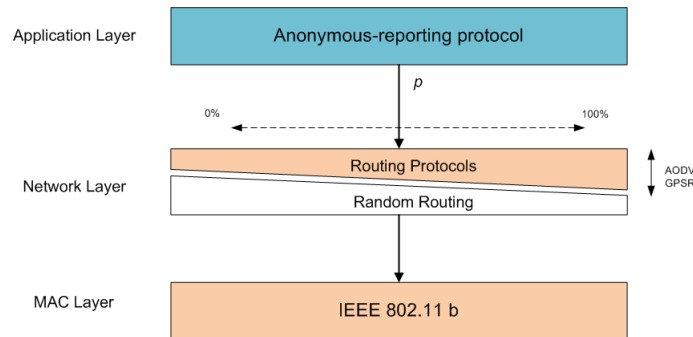 Application Layer
Anonymous-reporting protocol
p
0%
100%
Routing Protocols
Network Layer
Random Routing
AODV
GPSR
MAC Layer
IEEE 802.11 b